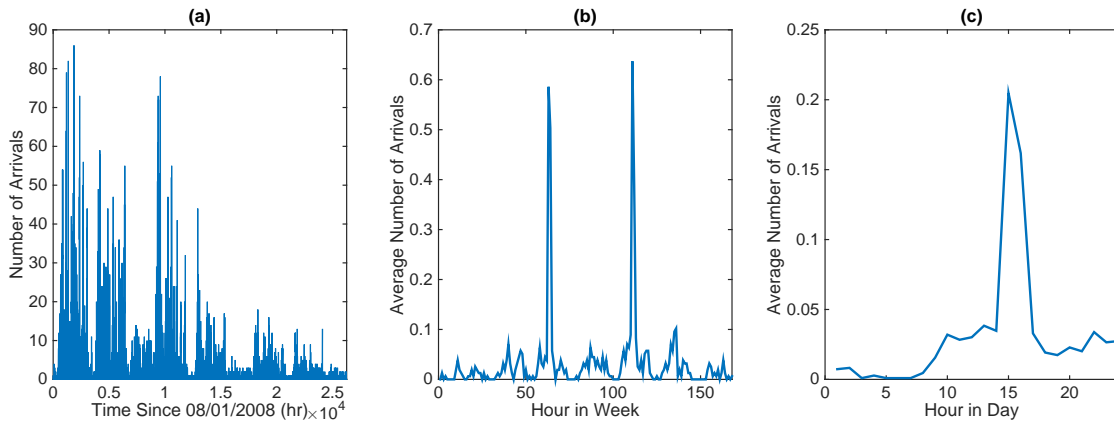 (a)
Number of Arrivals
90
80
70
60
50
40
30
20
10
0
0 0.5 1 1.5 2 2.5
Time Since 08/01/2008 (hr) ×10^4
(b)
Average Number of Arrivals
0.7
0.6
0.5
0.4
0.3
0.2
0.1
0
0 50 100 150
Hour in Week
(c)
Average Number of Arrivals
0.25
0.2
0.15
0.1
0.05
0
0 5 10 15 20
Hour in Day